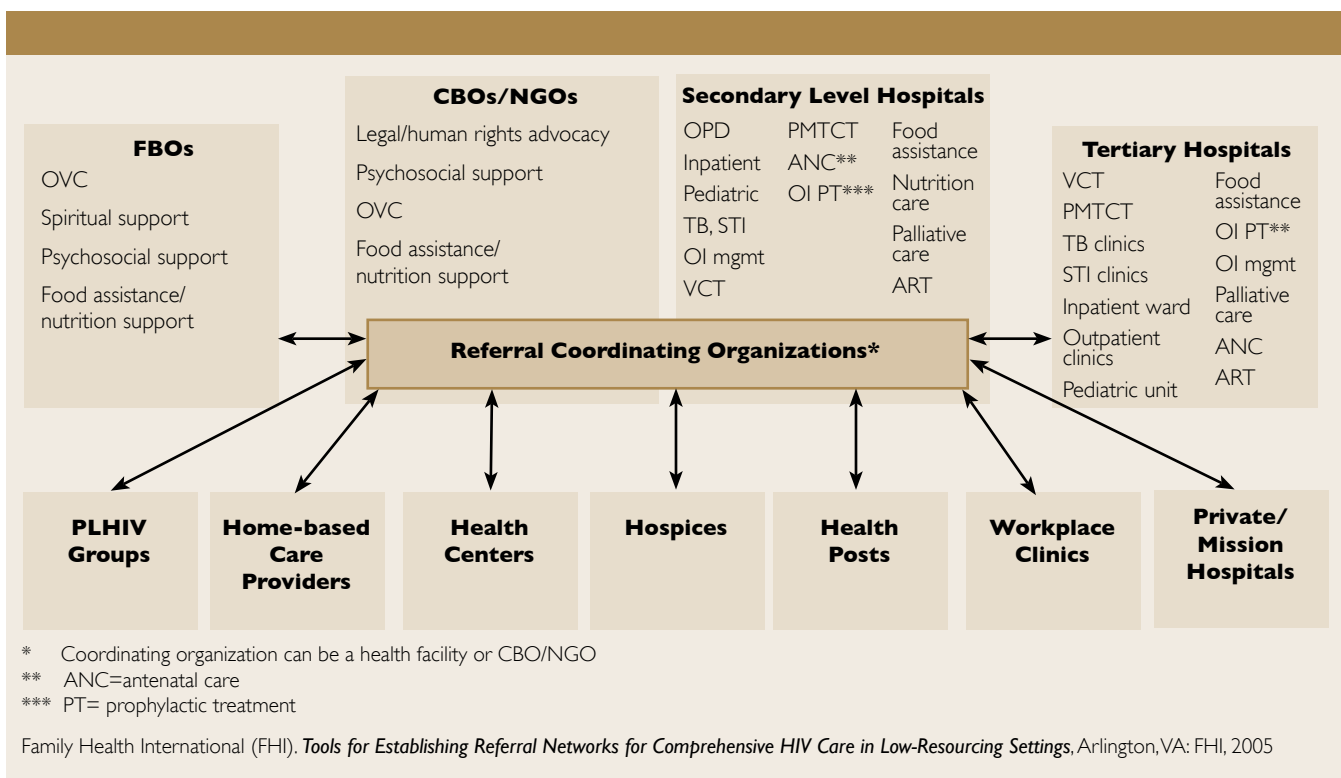 FBOs
OVC
Spiritual support
Psychosocial support
Food assistance/
nutrition support
CBOs/NGOs
Legal/human rights advocacy
Psychosocial support
OVC
Food assistance/
nutrition support
Secondary Level Hospitals
OPD
Inpatient
Pediatric
TB, STI
OI mgmt
VCT
PMTCT
ANC**
OI PT***
Food
assistance
Nutrition
care
Palliative
care
ART
Tertiary Hospitals
VCT
PMTCT
TB clinics
STI clinics
Inpatient ward
Outpatient
clinics
Pediatric unit
Food
assistance
OI PT**
OI mgmt
Palliative
care
ANC
ART
Referral Coordinating Organizations*
PLHIV
Groups
Home-based
Care
Providers
Health
Centers
Hospices
Health
Posts
Workplace
Clinics
Private/
Mission
Hospitals
* Coordinating organization can be a health facility or CBO/NGO
** ANC=antenatal care
*** PT= prophylactic treatment
Family Health International (FHI). Tools for Establishing Referral Networks for Comprehensive HIV Care in Low-Resourcing Settings, Arlington, VA: FHI, 2005